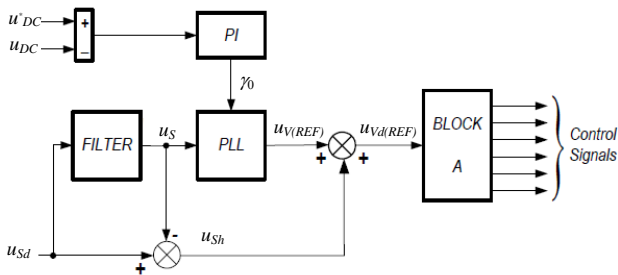 u*DC
+
PI
uDC
−
γ0
FILTER
uS
PLL
uV(REF)
uVd(REF)
+
+
+
BLOCK
A
Control
Signals
uSd
+
-
uSh